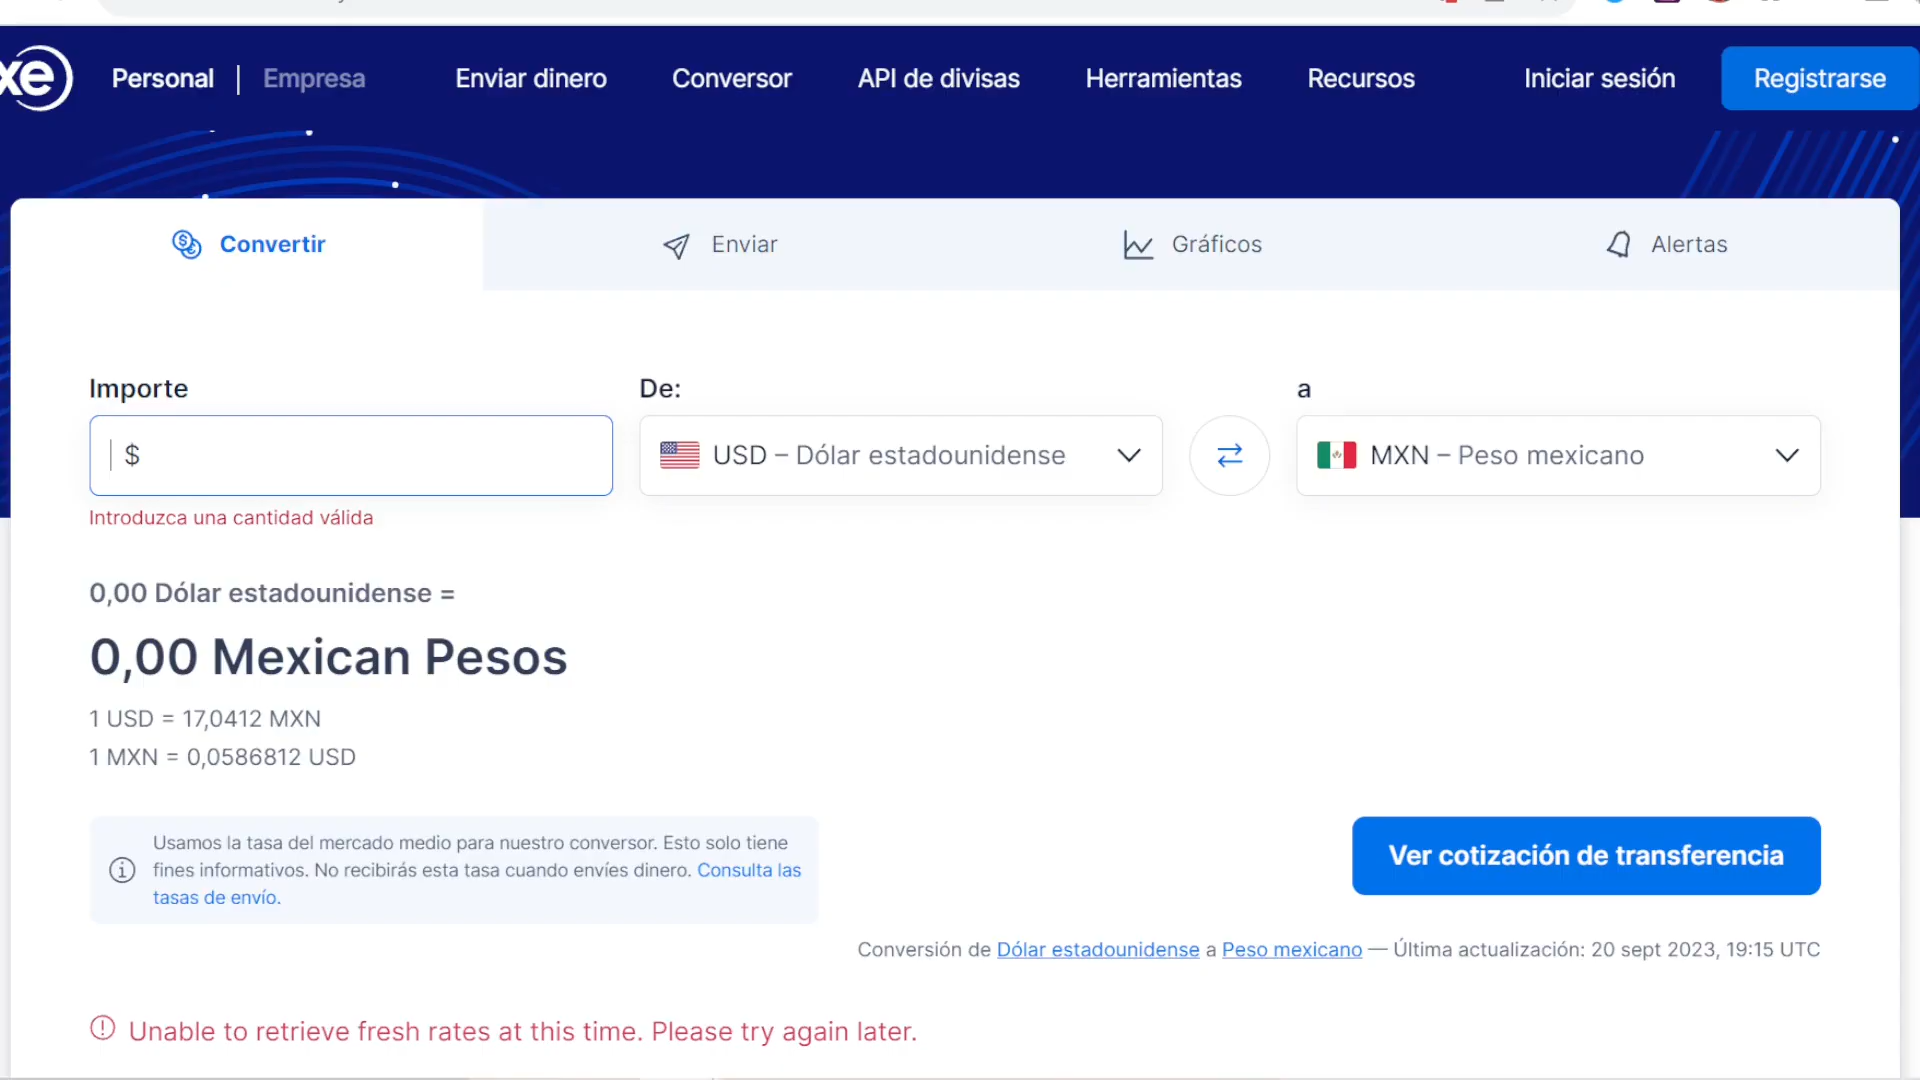 xe Personal | Empresa Enviar dinero Conversor API de divisas Herramientas Recursos Iniciar sesión Registrarse
Convertir Enviar Gráficos Alertas
Importe De: a
$ USD – Dólar estadounidense MXN – Peso mexicano
Introduzca una cantidad válida
0,00 Dólar estadounidense =
0,00 Mexican Pesos
1 USD = 17,0412 MXN
1 MXN = 0,0586812 USD
Usamos la tasa del mercado medio para nuestro conversor. Esto solo tiene
fines informativos. No recibirás esta tasa cuando envíes dinero. Consulta las
tasas de envío.
Ver cotización de transferencia
Conversión de Dólar estadounidense a Peso mexicano — Última actualización: 20 sept 2023, 19:15 UTC
Unable to retrieve fresh rates at this time. Please try again later.